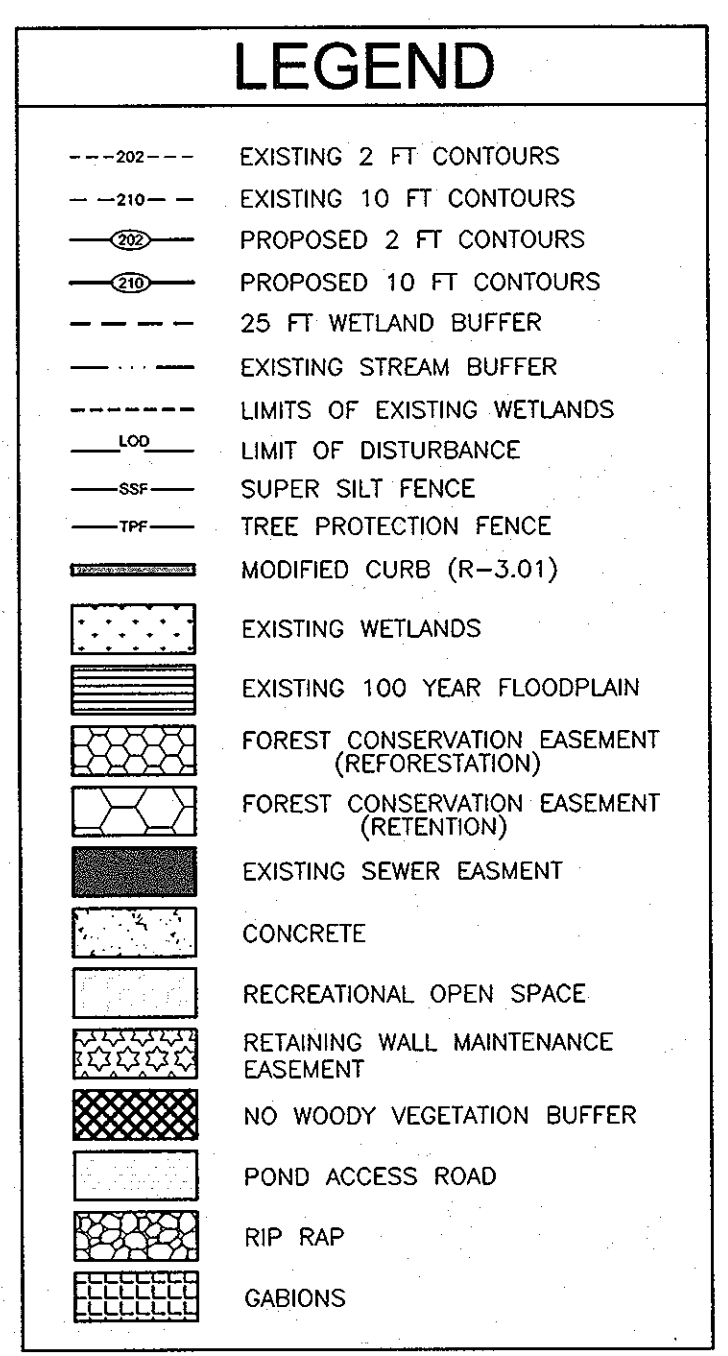 LEGEND
---202--- EXISTING 2 FT CONTOURS
— —210— — EXISTING 10 FT CONTOURS
202 PROPOSED 2 FT CONTOURS
210 PROPOSED 10 FT CONTOURS
25 FT WETLAND BUFFER
EXISTING STREAM BUFFER
LIMITS OF EXISTING WETLANDS
LOD LIMIT OF DISTURBANCE
SSF SUPER SILT FENCE
TPF TREE PROTECTION FENCE
MODIFIED CURB (R-3.01)
EXISTING WETLANDS
EXISTING 100 YEAR FLOODPLAIN
FOREST CONSERVATION EASEMENT
(REFORESTATION)
FOREST CONSERVATION EASEMENT
(RETENTION)
EXISTING SEWER EASMENT
CONCRETE
RECREATIONAL OPEN SPACE
RETAINING WALL MAINTENANCE
EASEMENT
NO WOODY VEGETATION BUFFER
POND ACCESS ROAD
RIP RAP
GABIONS